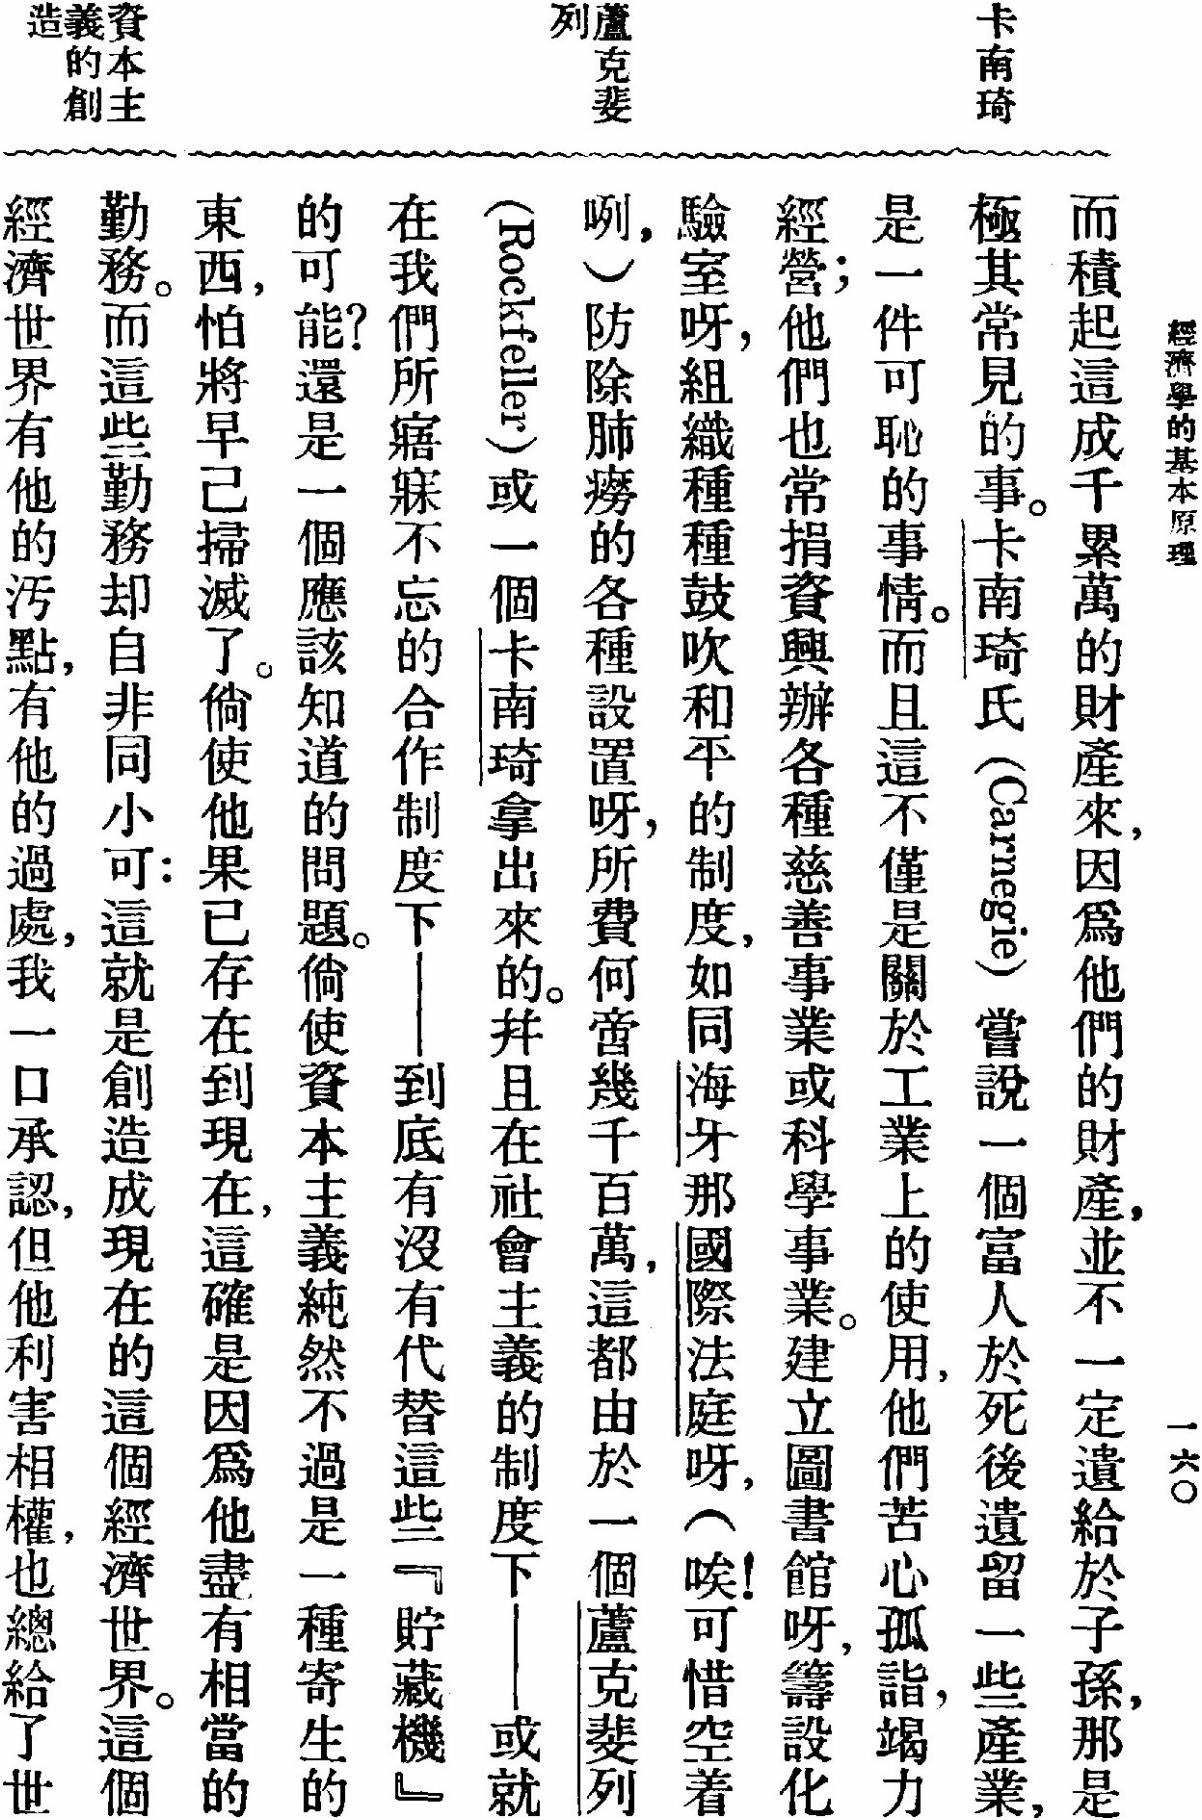 經濟學的基本原理
一六〇
卡南琦
蘆克斐
列
資本主
義的創
造
而積起這成千累萬的財產來,因爲他們的財產,並不一定遺給於子孫,那是
極其常見的事。卡南琦氏(Carnegie)嘗說一個富人於死後遺留一些產業,
是一件可恥的事情。而且這不僅是關於工業上的使用,他們苦心孤詣,竭力
經營;他們也常捐資興辦各種慈善事業或科學事業。建立圖書館呀,籌設化
驗室呀,組織種種鼓吹和平的制度,如同海牙那國際法庭呀,(唉!可惜空着
咧,)防除肺癆的各種設置呀,所費何啻幾千百萬,這都由於一個蘆克斐列
(Rockfeller)或一個卡南琦拿出來的。幷且在社會主義的制度下——或就
在我們所寤寐不忘的合作制度下——到底有沒有代替這些『貯藏機』
的可能?還是一個應該知道的問題。倘使資本主義純然不過是一種寄生的
東西,怕將早己掃滅了。倘使他果已存在到現在,這確是因爲他盡有相當的
勤務。而這些勤務却自非同小可:這就是創造成現在的這個經濟世界。這個
經濟世界有他的汚點,有他的過處,我一口承認,但他利害相權,也總給了世